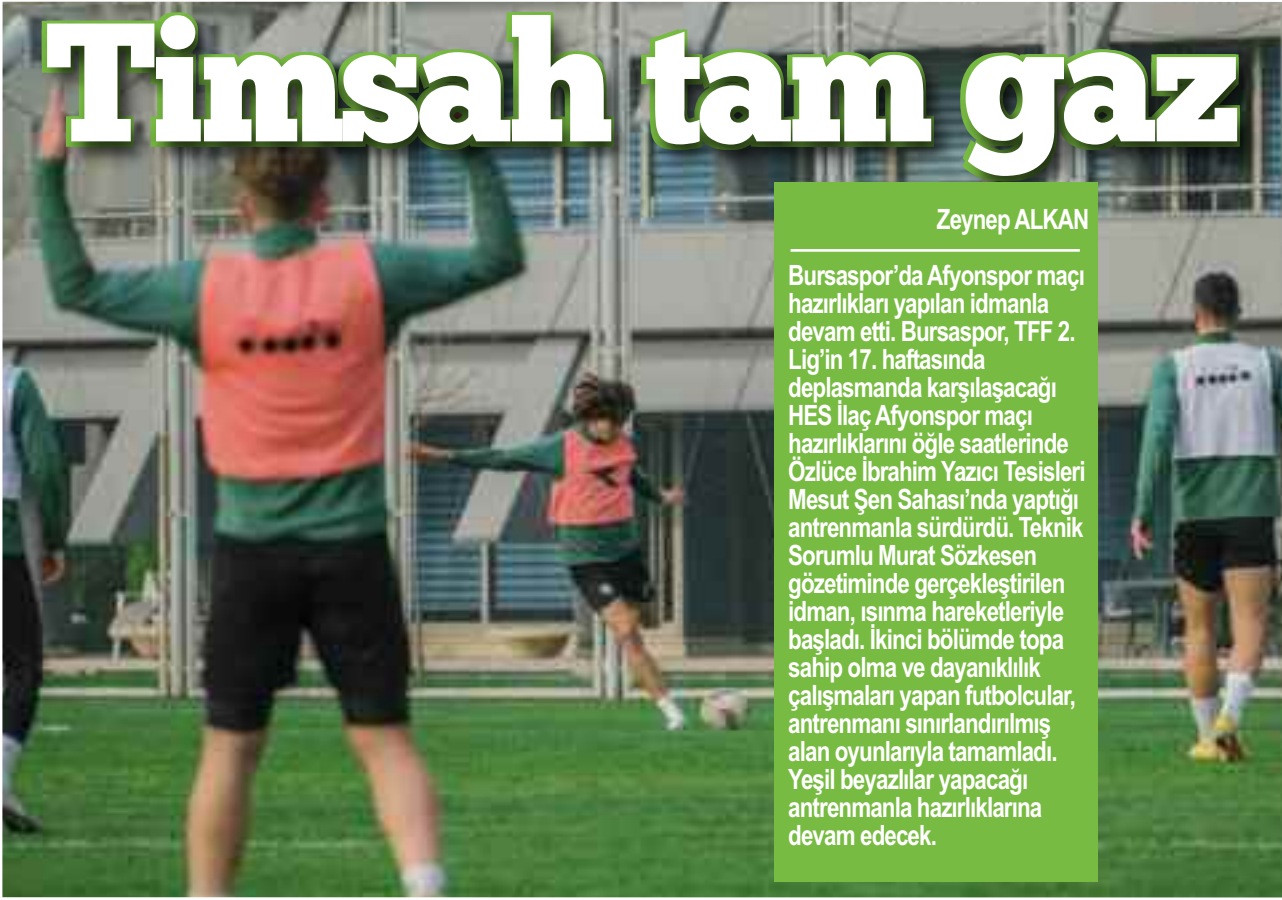 Timsah tam gaz
Zeynep ALKAN
Bursaspor’da Afyonspor maçı
hazırlıkları yapılan idmanla
devam etti. Bursaspor, TFF 2.
Lig’in 17. haftasında
deplasmanda karşılaşacağı
HES İlaç Afyonspor maçı
hazırlıklarını öğle saatlerinde
Özlüce İbrahim Yazıcı Tesisleri
Mesut Şen Sahası’nda yaptığı
antrenmanla sürdürdü. Teknik
Sorumlu Murat Sözkesen
gözetiminde gerçekleştirilen
idman, ısınma hareketleriyle
başladı. İkinci bölümde topa
sahip olma ve dayanıklılık
çalışmaları yapan futbolcular,
antrenmanı sınırlandırılmış
alan oyunlarıyla tamamladı.
Yeşil beyazlılar yapacağı
antrenmanla hazırlıklarına
devam edecek.